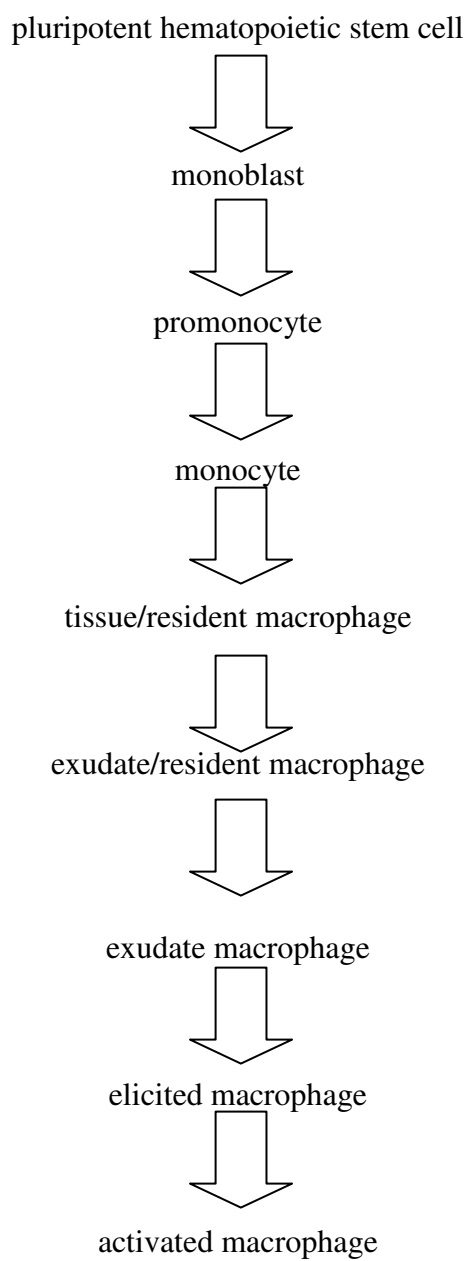 pluripotent hematopoietic stem cell
monoblast
promonocyte
monocyte
tissue/resident macrophage
exudate/resident macrophage
exudate macrophage
elicited macrophage
activated macrophage